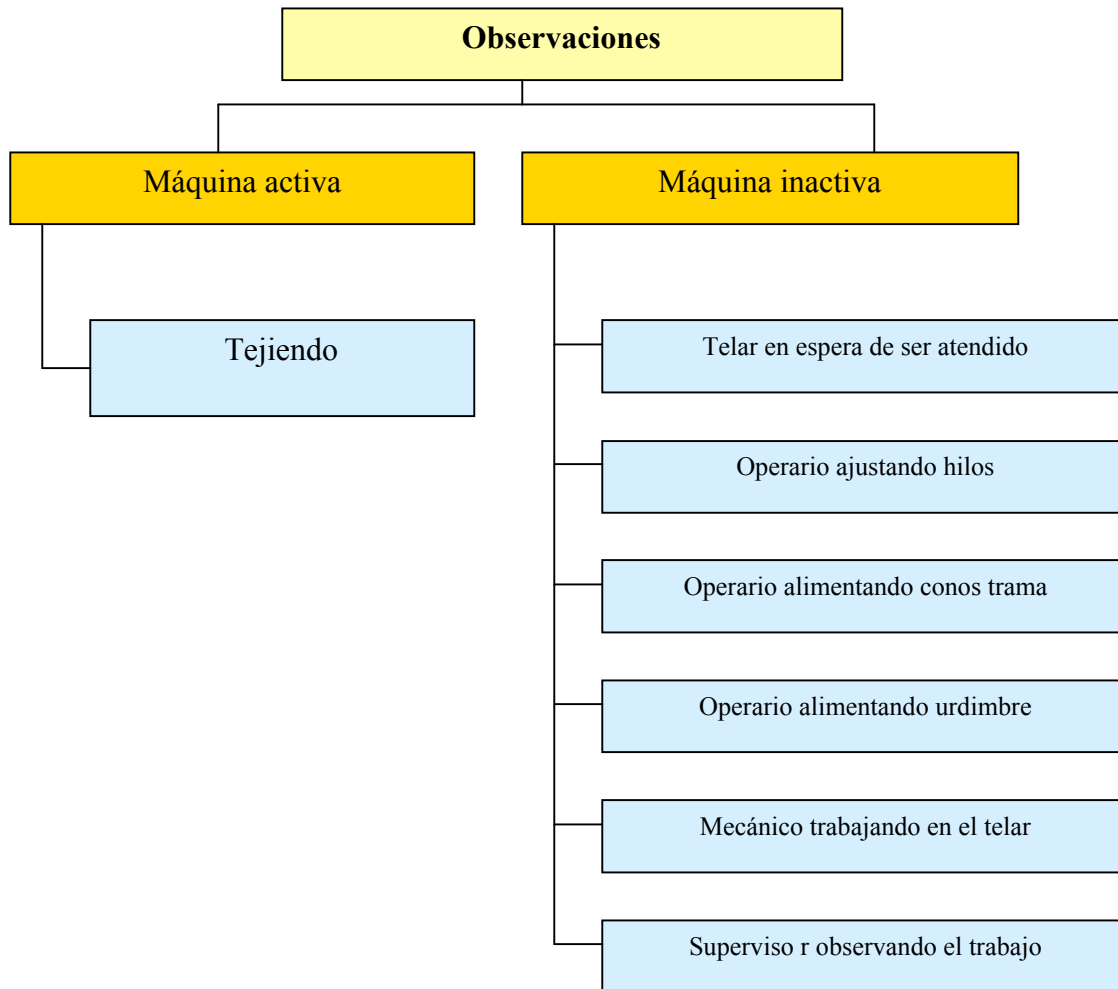 Observaciones
Máquina activa
Máquina inactiva
Tejiendo
Telar en espera de ser atendido
Operario ajustando hilos
Operario alimentando conos trama
Operario alimentando urdimbre
Mecánico trabajando en el telar
Superviso r observando el trabajo